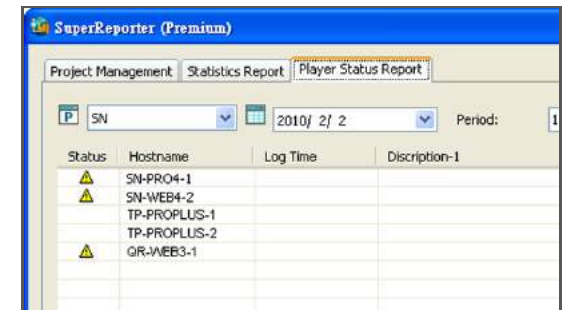 SuperReporter (Premium)
Project Management Statistics Report Player Status Report
P SN 2010/ 2/ 2 Period: 1
Status Hostname Log Time Discription-1
SN-PRO4-1
SN-WEB4-2
TP-PROPLUS-1
TP-PROPLUS-2
QR-WEB3-1